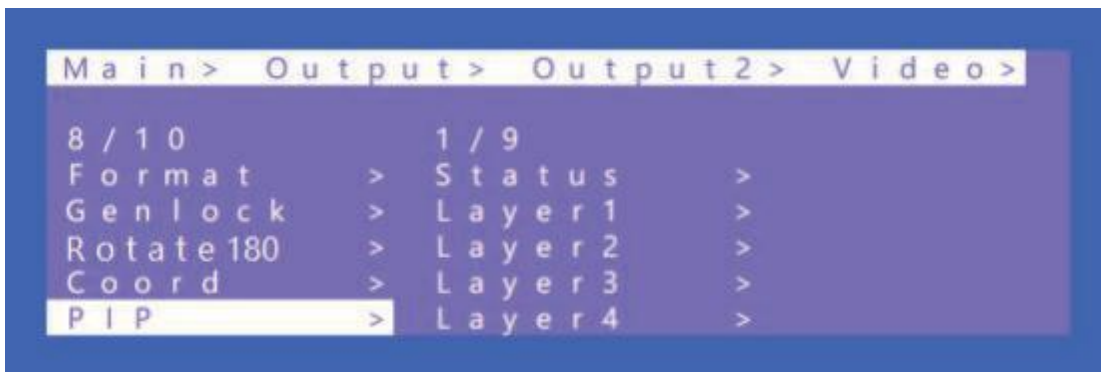 Main> Output> Output2> Video>
8/10 1/9
Format > Status >
Genlock > Layer1 >
Rotate180 > Layer2 >
Coord > Layer3 >
PIP > Layer4 >